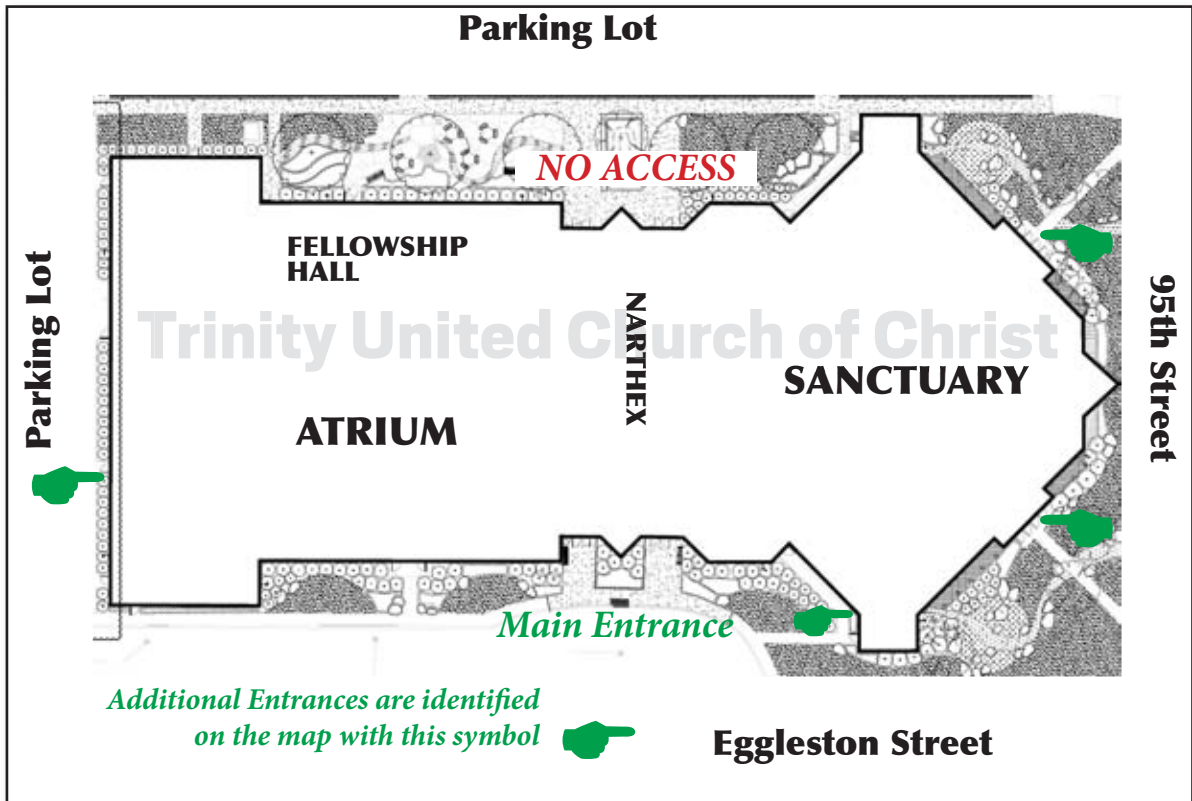 Parking Lot
NO ACCESS
FELLOWSHIP
HALL
Parking Lot
NARTHEX
95th Street
Trinity United Church of Christ
SANCTUARY
ATRIUM
Main Entrance
Additional Entrances are identified
on the map with this symbol
Eggleston Street